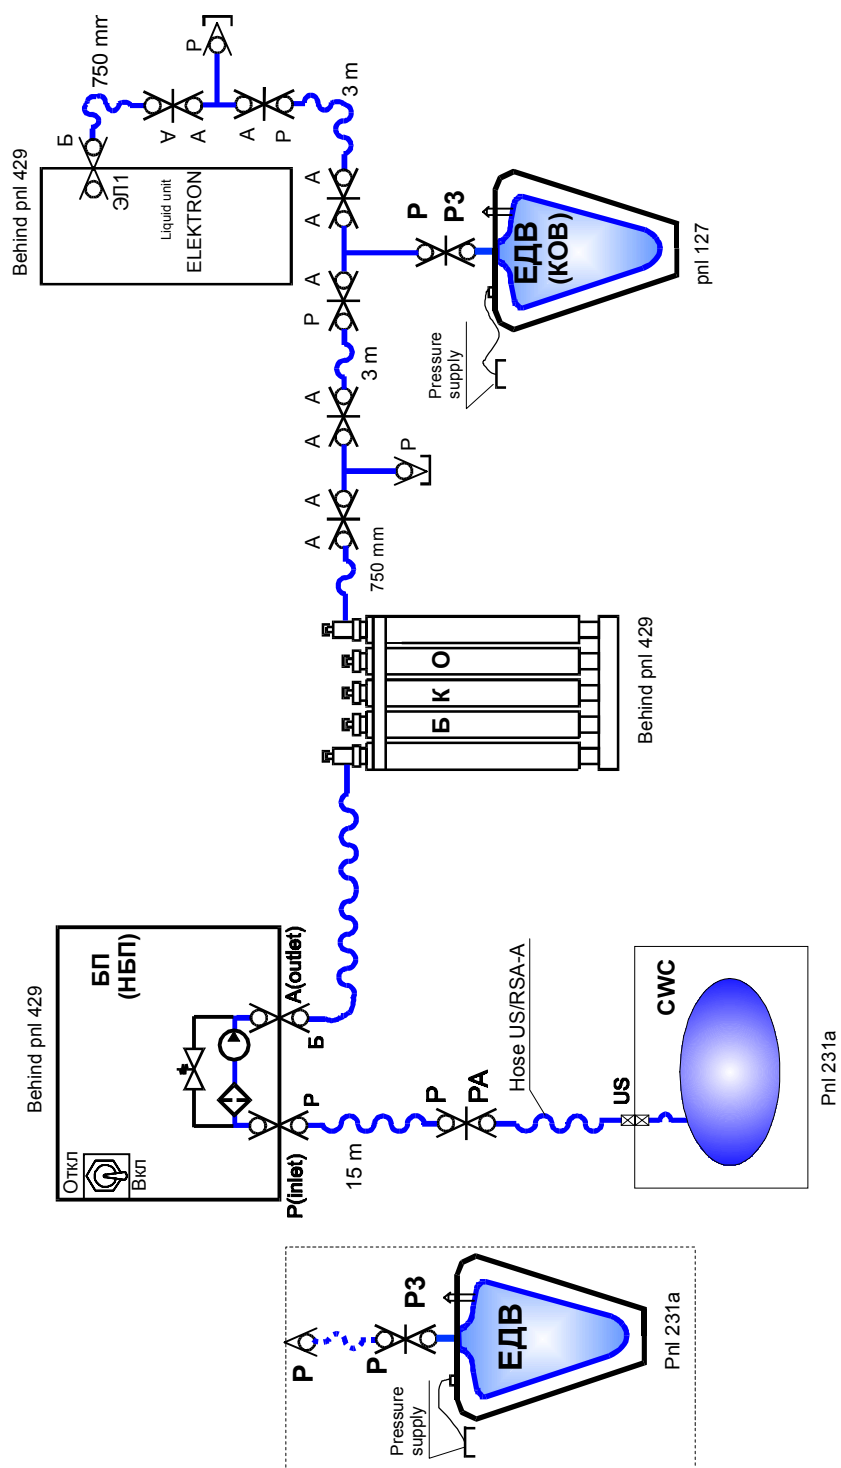 Behind pnl 429
Б
750 mm
ЭЛ1
Liquid unit
ELEKTRON
А
А
Р
А
Р
3 m
А
А
А
Р
Р
РЗ
ЕДВ
(КОВ)
pnl 127
Pressure
supply
3 m
А
А
Р
А
А
750 mm
Б К О
Behind pnl 429
Behind pnl 429
БП
(НБП)
Откл
Вкл
А(outlet)
Б
Р(inlet)
Р
15 m
Р
РА
Hose US/RSA-A
US
CWC
Pnl 231a
Р
Р
РЗ
ЕДВ
Pressure
supply
Pnl 231a